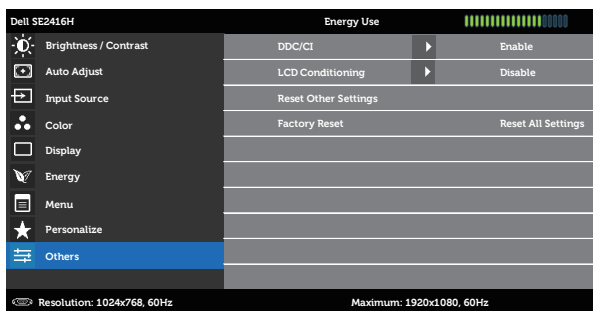 Dell SE2416H Energy Use
Brightness / Contrast DDC/CI Enable
Auto Adjust LCD Conditioning Disable
Input Source Reset Other Settings
Color Factory Reset Reset All Settings
Display
Energy
Menu
Personalize
Others
Resolution: 1024x768, 60Hz Maximum: 1920x1080, 60Hz